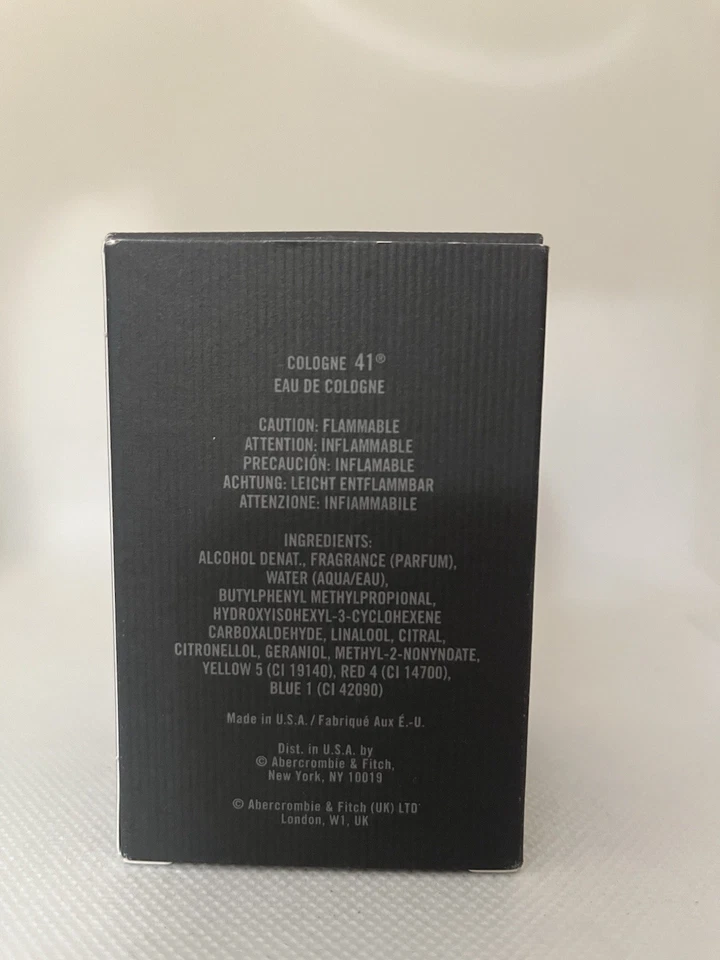 COLOGNE 41®
EAU DE COLOGNE
CAUTION: FLAMMABLE
ATTENTION: INFLAMMABLE
PRECAUCIÓN: INFLAMABLE
ACHTUNG: LEICHT ENTFLAMMBAR
ATTENZIONE: INFIAMMABILE
INGREDIENTS:
ALCOHOL DENAT., FRAGRANCE (PARFUM),
WATER (AQUA/EAU),
BUTYLPHENYL METHYLPROPIONAL,
HYDROXYISOHEXYL-3-CYCLOHEXENE
CARBOXALDEHYDE, LINALOOL, CITRAL,
CITRONELLOL, GERANIOL, METHYL-2-NONYNOATE,
YELLOW 5 (CI 19140), RED 4 (CI 14700),
BLUE 1 (CI 42090)
Made in U.S.A. / Fabriqué Aux É.-U.
Dist. in U.S.A. by
© Abercrombie & Fitch,
New York, NY 10019
© Abercrombie & Fitch (UK) LTD
London, W1, UK